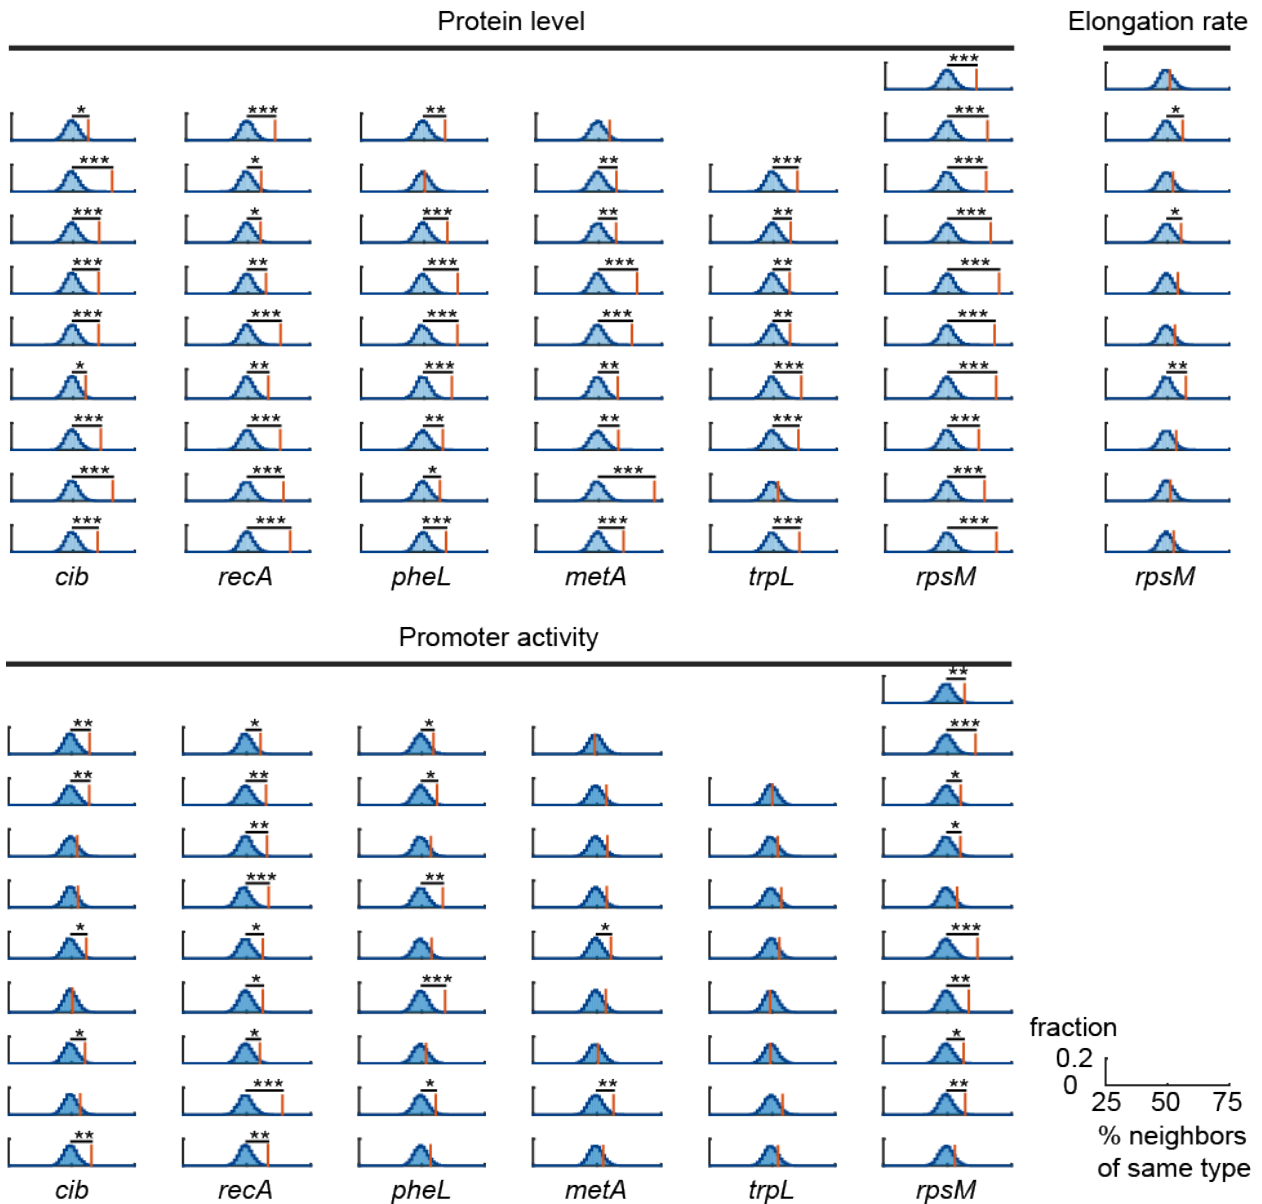 Protein level Elongation rate
***
* *** ** *** *
*** * ** *** ***
*** * *** ** ** *** *
*** ** *** *** ** ***
*** *** *** *** ** ***
* ** *** ** *** *** **
*** *** ** ** *** ***
*** *** * *** ***
*** *** *** *** *** ***
cib recA pheL metA trpL rpsM rpsM
Promoter activity
**
** * * ***
** ** * *
** *
*** **
* * * ***
* *** **
* * *
*** * ** **
** **
fraction
0.2
0
25 50 75
% neighbors
of same type
cib recA pheL metA trpL rpsM